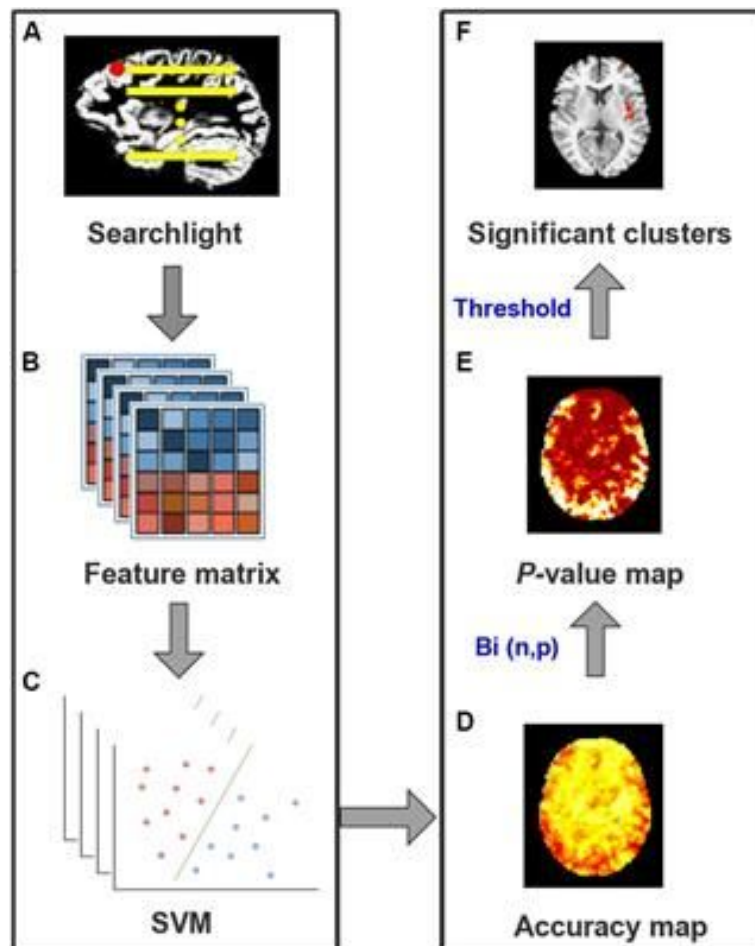 A
Searchlight
B
Feature matrix
C
SVM
F
Significant clusters
Threshold
E
P-value map
Bi (n,p)
D
Accuracy map